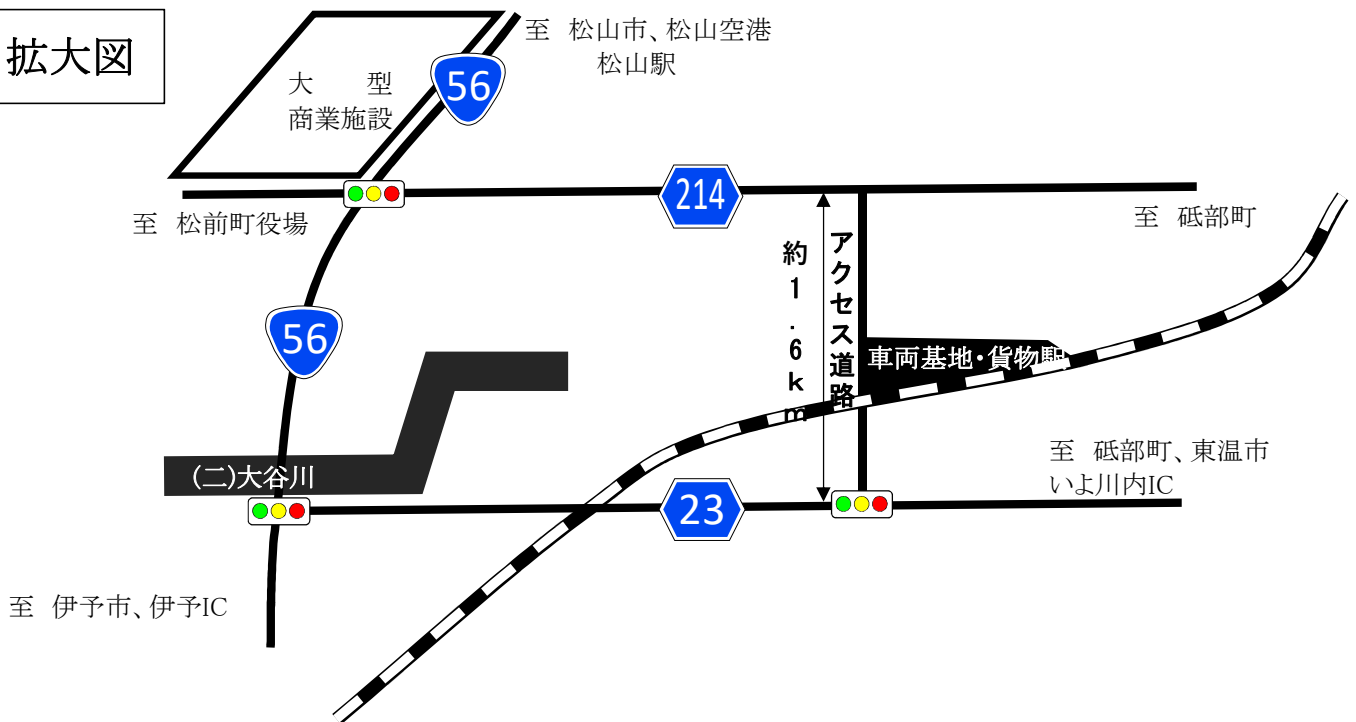 拡大図
至 松山市、松山空港
松山駅
大 型
商業施設
56
214
至 松前町役場
至 砥部町
アクセス道路
約1.6km
56
車両基地・貨物駅
(二)大谷川
至 砥部町、東温市
いよ川内IC
23
至 伊予市、伊予IC